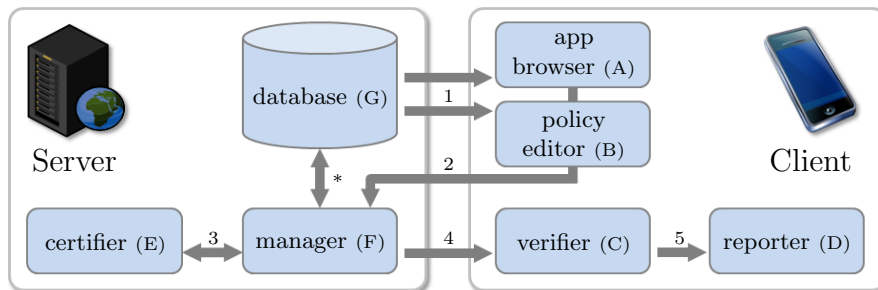 app
browser (A)
database (G)
1
policy
editor (B)
Server
Client
*
2
certifier (E)
3
manager (F)
4
verifier (C)
5
reporter (D)